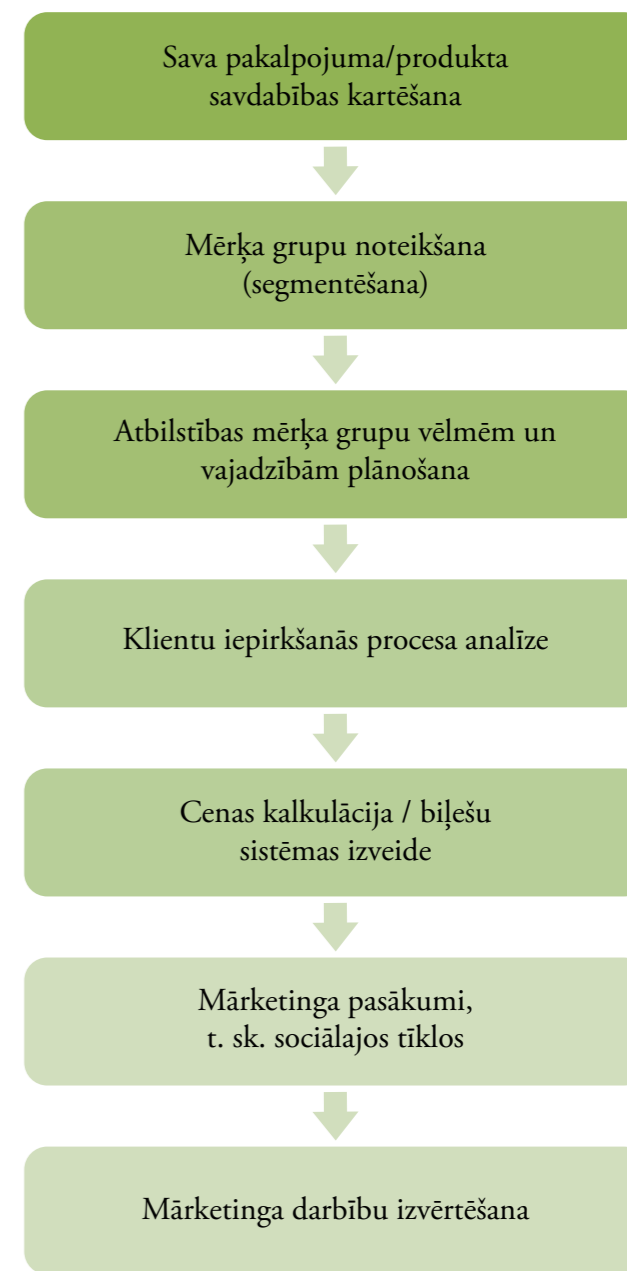 Sava pakalpojuma/produkta
savdabības kartēšana
Mērķa grupu noteikšana
(segmentēšana)
Atbilstības mērķa grupu vēlmēm un
vajadzībām plānošana
Klientu iepirkšanās procesa analīze
Cenas kalkulācija / biļešu
sistēmas izveide
Mārketinga pasākumi,
t. sk. sociālajos tīklos
Mārketinga darbību izvērtēšana